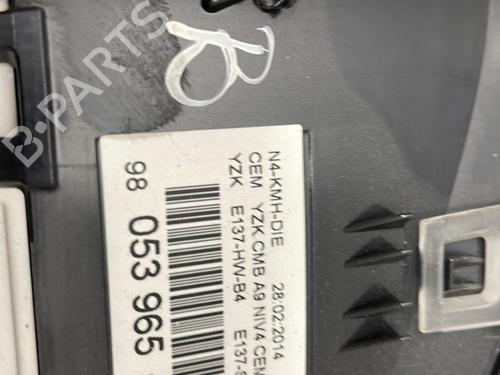 B-PARTS
B
N4-KMH-DIE 28.02.2014
CEM YZK CMB A9 NIV4 CEM
YZK E137-HW-B4 E137-
98 053 965